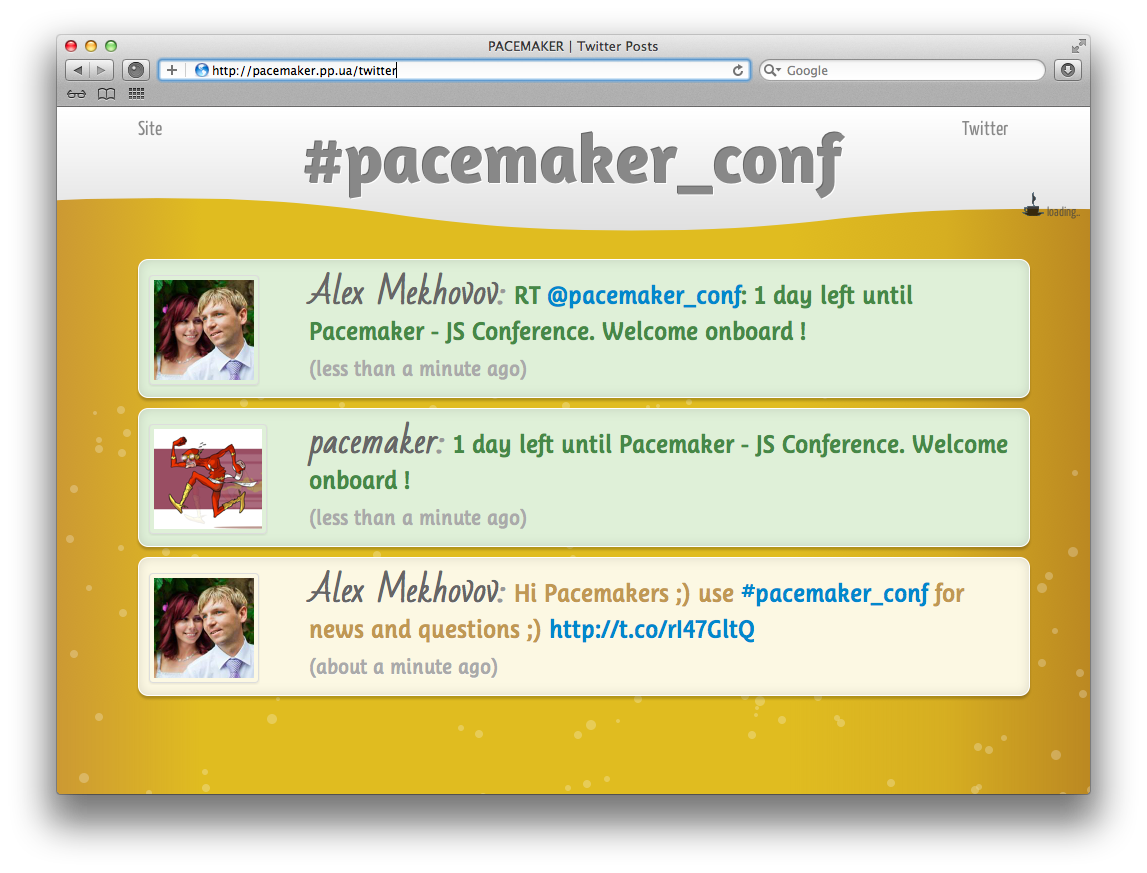 PACEMAKER | Twitter Posts
http://pacemaker.pp.ua/twitter
Google
Site
Twitter
#pacemaker_conf
loading..
Alex Mekhovov: RT @pacemaker_conf: 1 day left until
Pacemaker - JS Conference. Welcome onboard !
(less than a minute ago)
pacemaker: 1 day left until Pacemaker - JS Conference. Welcome
onboard !
(less than a minute ago)
Alex Mekhovov: Hi Pacemakers ;) use #pacemaker_conf for
news and questions ;) http://t.co/rI47GltQ
(about a minute ago)